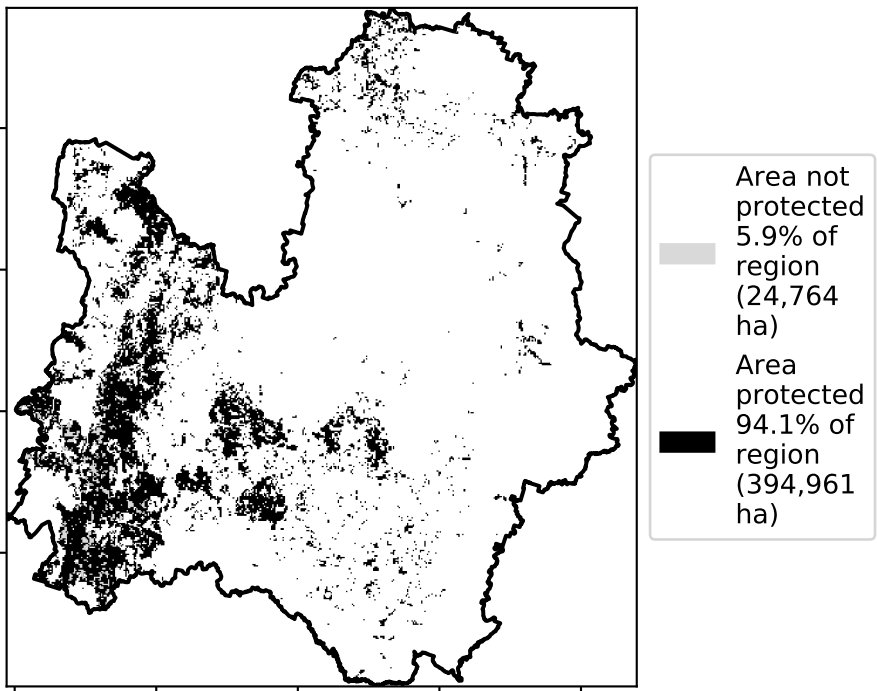 Area not
protected
5.9% of
region
(24,764
ha)
Area
protected
94.1% of
region
(394,961
ha)